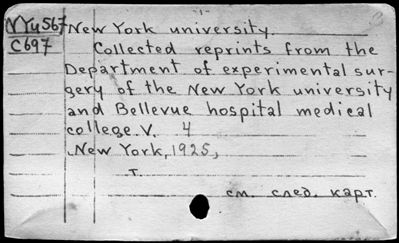 NYu567 New York university.
C697 Collected reprints from the
Department of experimental sur-
gery of the New York university
and Bellevue hospital medical
college. V. 4
New York, 1925,
т.
см. след. карт.